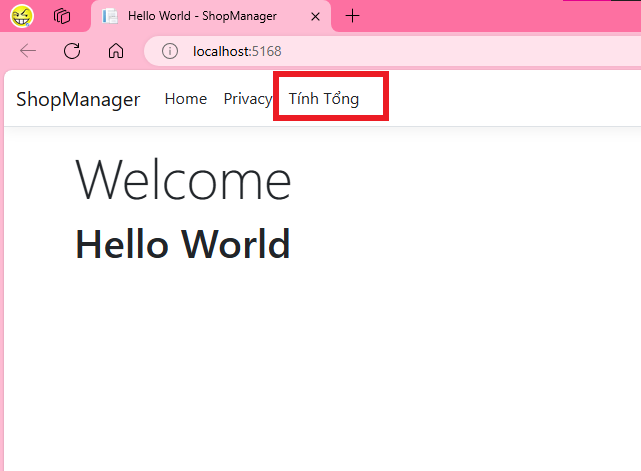 Hello World - ShopManager
localhost:5168
ShopManager Home Privacy Tính Tổng
Welcome
Hello World